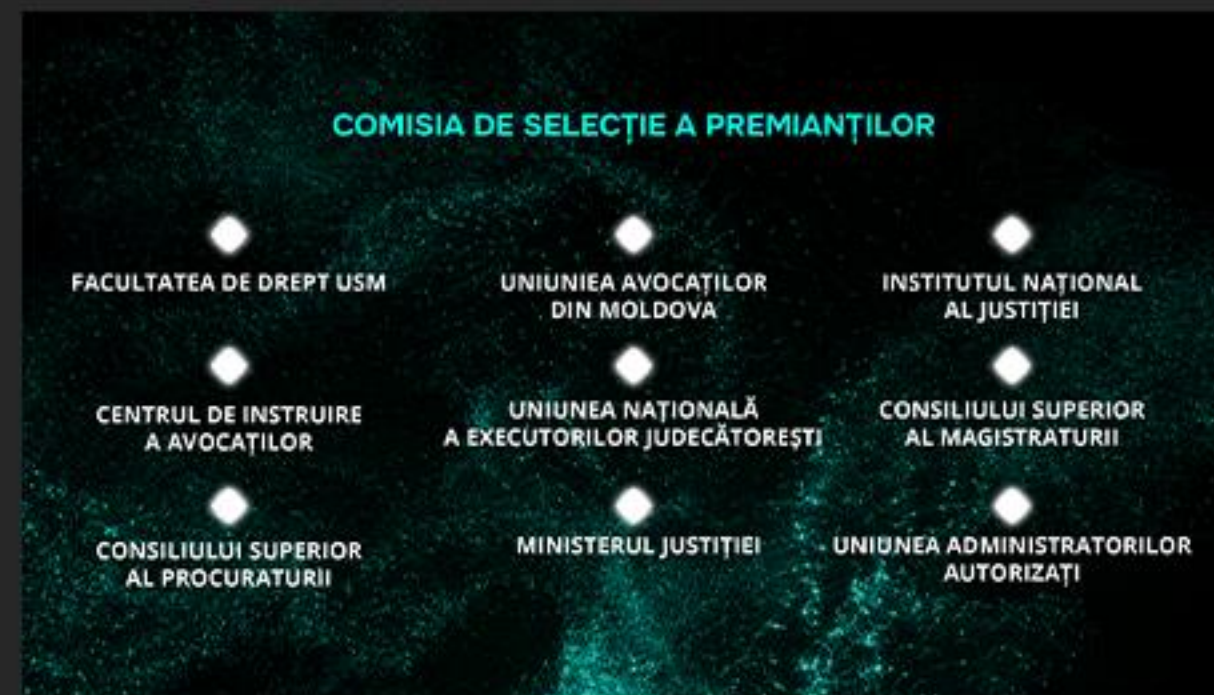 COMISIA DE SELECȚIE A PREMIANȚILOR
FACULTATEA DE DREPT USM
UNIUNIEA AVOCAȚILOR
DIN MOLDOVA
INSTITUTUL NAȚIONAL
AL JUSTIȚIEI
CENTRUL DE INSTRUIRE
A AVOCAȚILOR
UNIUNEA NAȚIONALĂ
A EXECUTORILOR JUDECĂTOREȘTI
CONSILIULUI SUPERIOR
AL MAGISTRATURII
CONSILIULUI SUPERIOR
AL PROCURATURII
MINISTERUL JUSTIȚIEI
UNIUNEA ADMINISTRATORILOR
AUTORIZAȚI